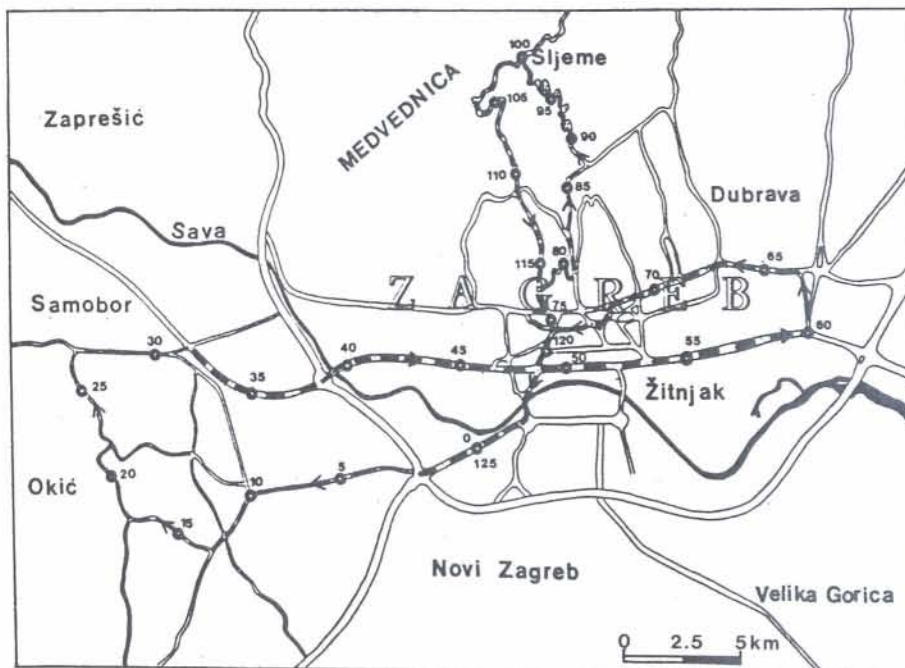 100
Sljeme
MEDVEDNICA
105
95
Zaprešić
90
110
85
Dubrava
Sava
115
80
65
70
ZAGREB
Samobor
75
30
60
120
40
45
50
55
35
Žitnjak
25
0
125
5
20
10
Okić
15
Novi Zagreb
Velika Gorica
0 2.5 5km